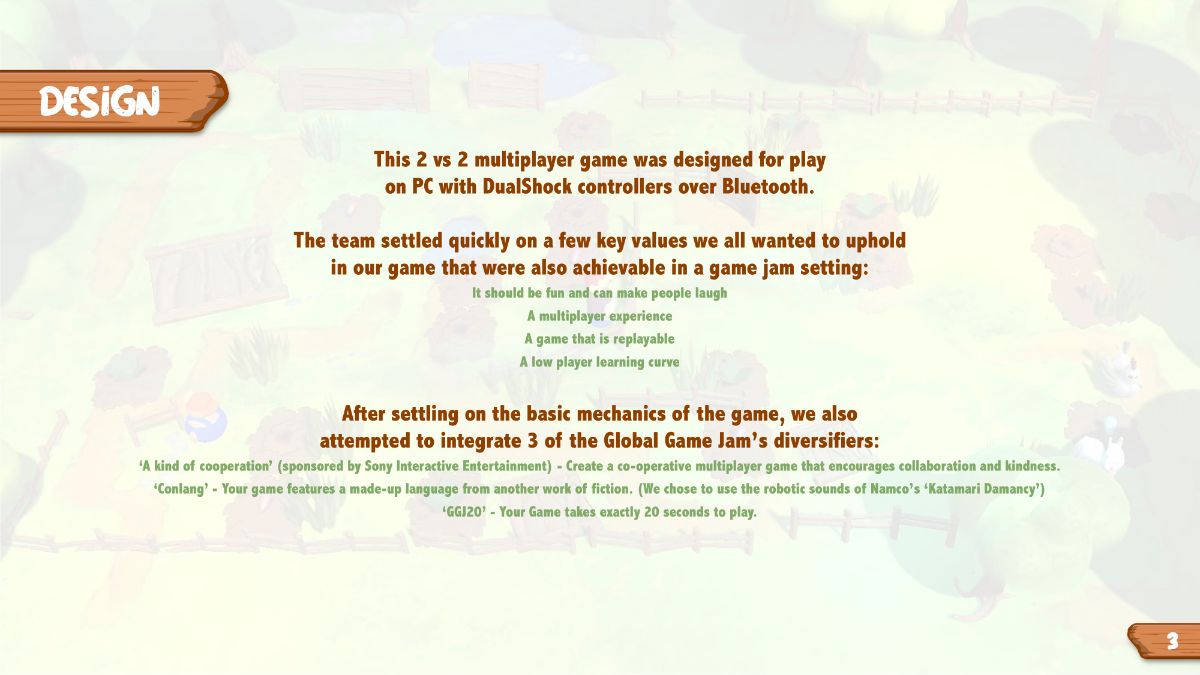 DESiGN
This 2 vs 2 multiplayer game was designed for play
on PC with DualShock controllers over Bluetooth.
The team settled quickly on a few key values we all wanted to uphold
in our game that were also achievable in a game jam setting:
It should be fun and can make people laugh
A multiplayer experience
A game that is replayable
A low player learning curve
After settling on the basic mechanics of the game, we also
attempted to integrate 3 of the Global Game Jam’s diversifiers:
‘A kind of cooperation’ (sponsored by Sony Interactive Entertainment) - Create a co-operative multiplayer game that encourages collaboration and kindness.
‘Conlang’ - Your game features a made-up language from another work of fiction. (We chose to use the robotic sounds of Namco’s ‘Katamari Damancy’)
‘GGJ20’ - Your Game takes exactly 20 seconds to play.
3